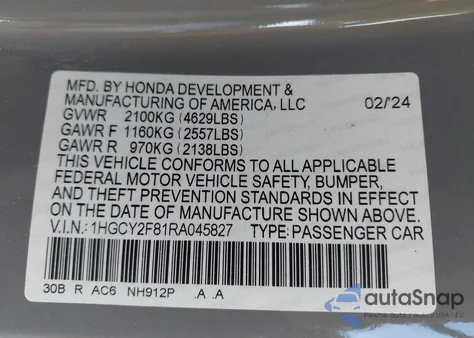 MFD. BY HONDA DEVELOPMENT &
MANUFACTURING OF AMERICA, LLC 02/'24
GVWR 2100KG (4629LBS)
GAWR F 1160KG (2557LBS)
GAWR R 970KG (2138LBS)
THIS VEHICLE CONFORMS TO ALL APPLICABLE
FEDERAL MOTOR VEHICLE SAFETY, BUMPER,
AND THEFT PREVENTION STANDARDS IN EFFECT
ON THE DATE OF MANUFACTURE SHOWN ABOVE.
V.I.N.: 1HGCY2F81RA045827 TYPE: PASSENGER CAR
30B R AC6 NH912P .A .A
autoSnap